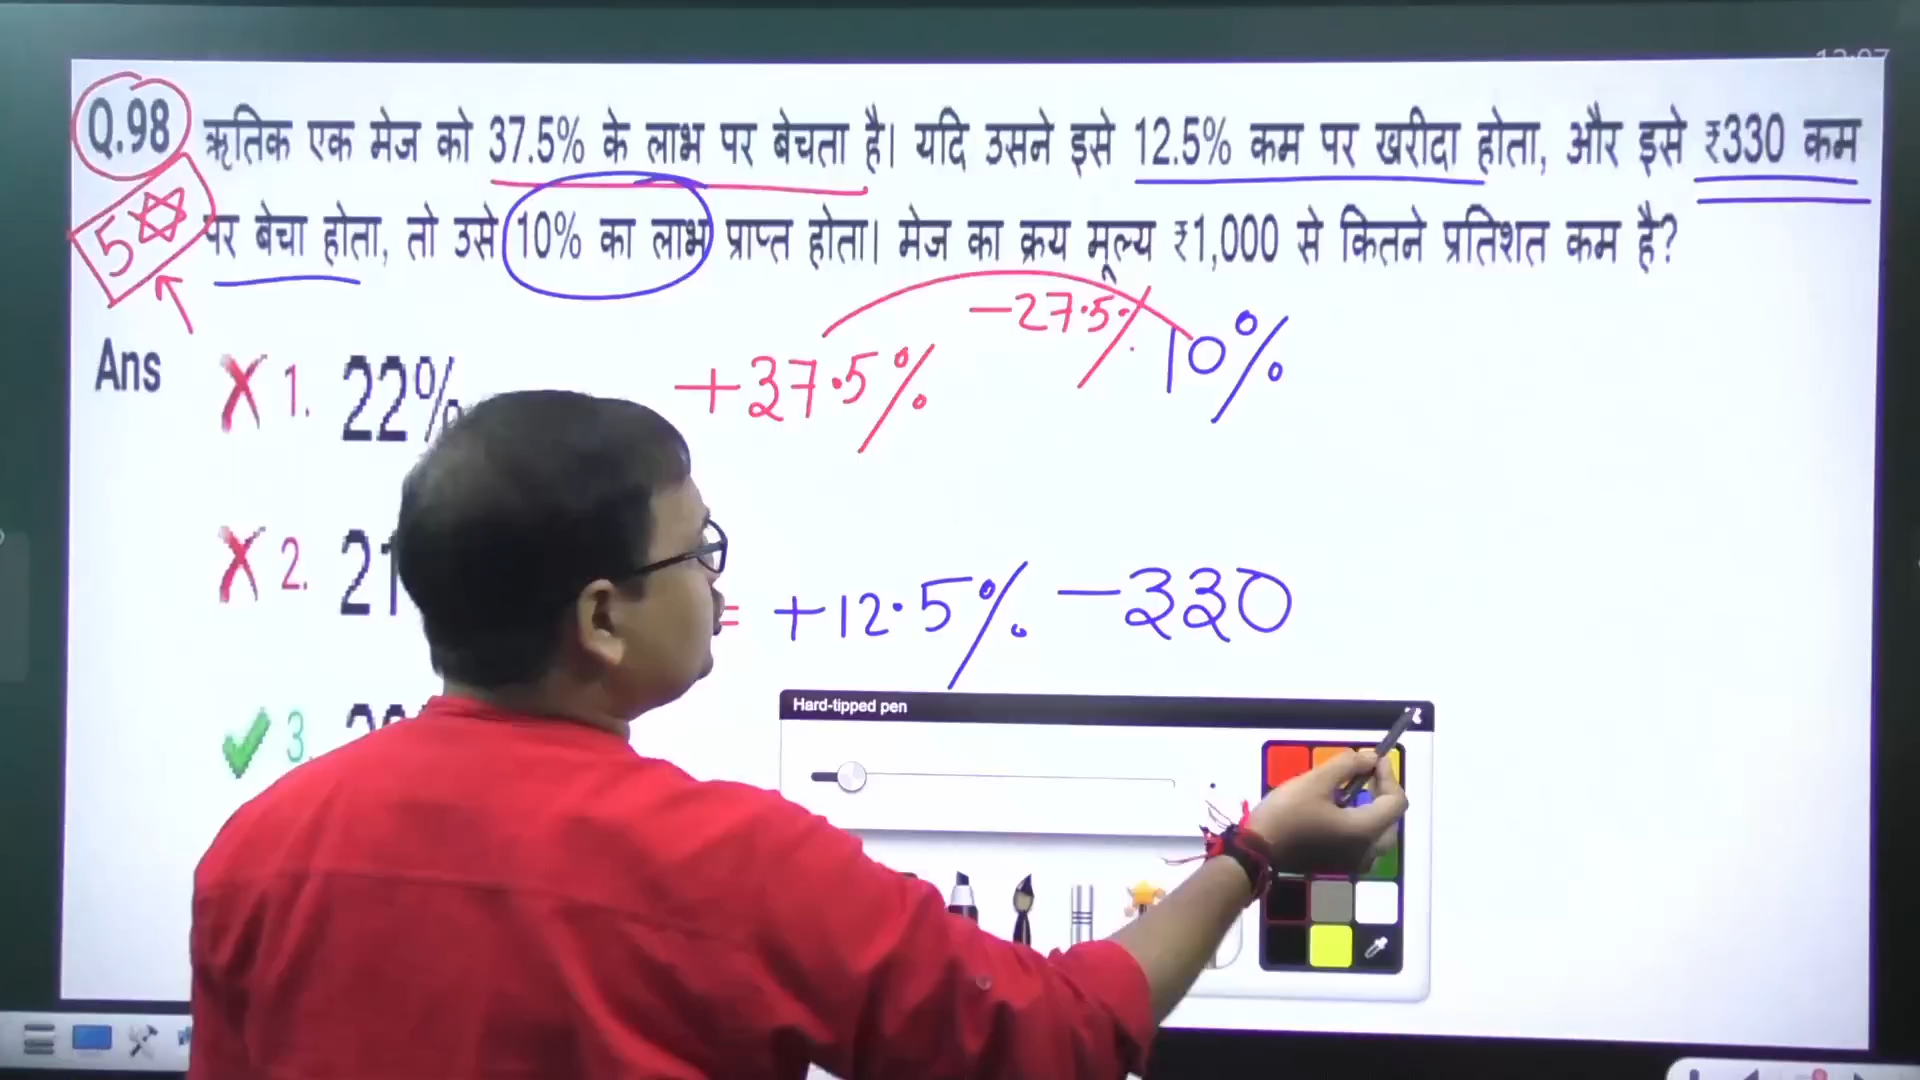 Q.98 ऋतिक एक मेज को 37.5% के लाभ पर बेचता है। यदि उसने इसे 12.5% कम पर खरीदा होता, और इसे ₹330 कम
पर बेचा होता, तो उसे 10% का लाभ प्राप्त होता। मेज का क्रय मूल्य ₹1,000 से कितने प्रतिशत कम है?
5
-27.5%
+37.5%
10%
Ans
1. 22%
2. 21
= +12.5% -330
Hard-tipped pen
3.